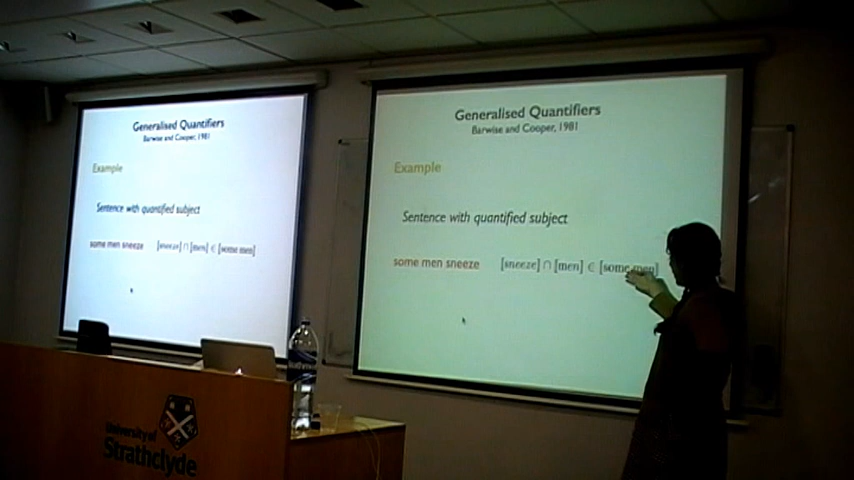 Generalised Quantifiers
Barwise and Cooper, 1981
Example
Sentence with quantified subject
some men sneeze [sneeze] ∩ [men] ∈ [some men]
Generalised Quantifiers
Barwise and Cooper, 1981
Example
Sentence with quantified subject
some men sneeze [sneeze] ∩ [men] ∈ [some men]
University of
Strathclyde